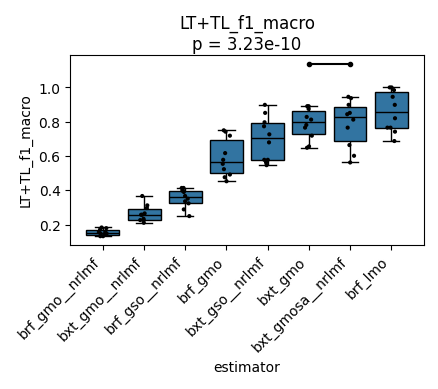 LT+TL_f1_macro
p = 3.23e-10
LT+TL_f1_macro
1.0
0.8
0.6
0.4
0.2
brf_gmo__nrlmf
bxt_gmo__nrlmf
brf_gso__nrlmf
brf_gmo
bxt_gso__nrlmf
bxt_gmo
bxt_gmosa__nrlmf
brf_lmo
estimator